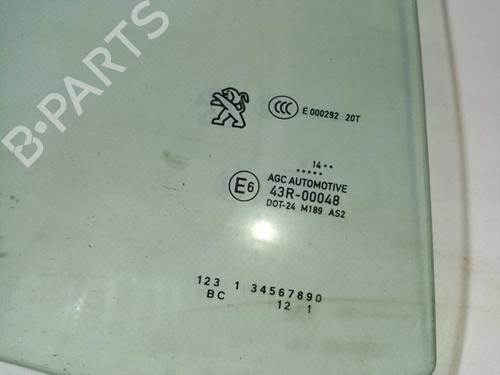 B-PARTS
CCC
E 000292 20T
14••
•••••
AGC AUTOMOTIVE
E6 43R-00048
DOT-24 M189 AS2
123 1 34567890
BC 12 1